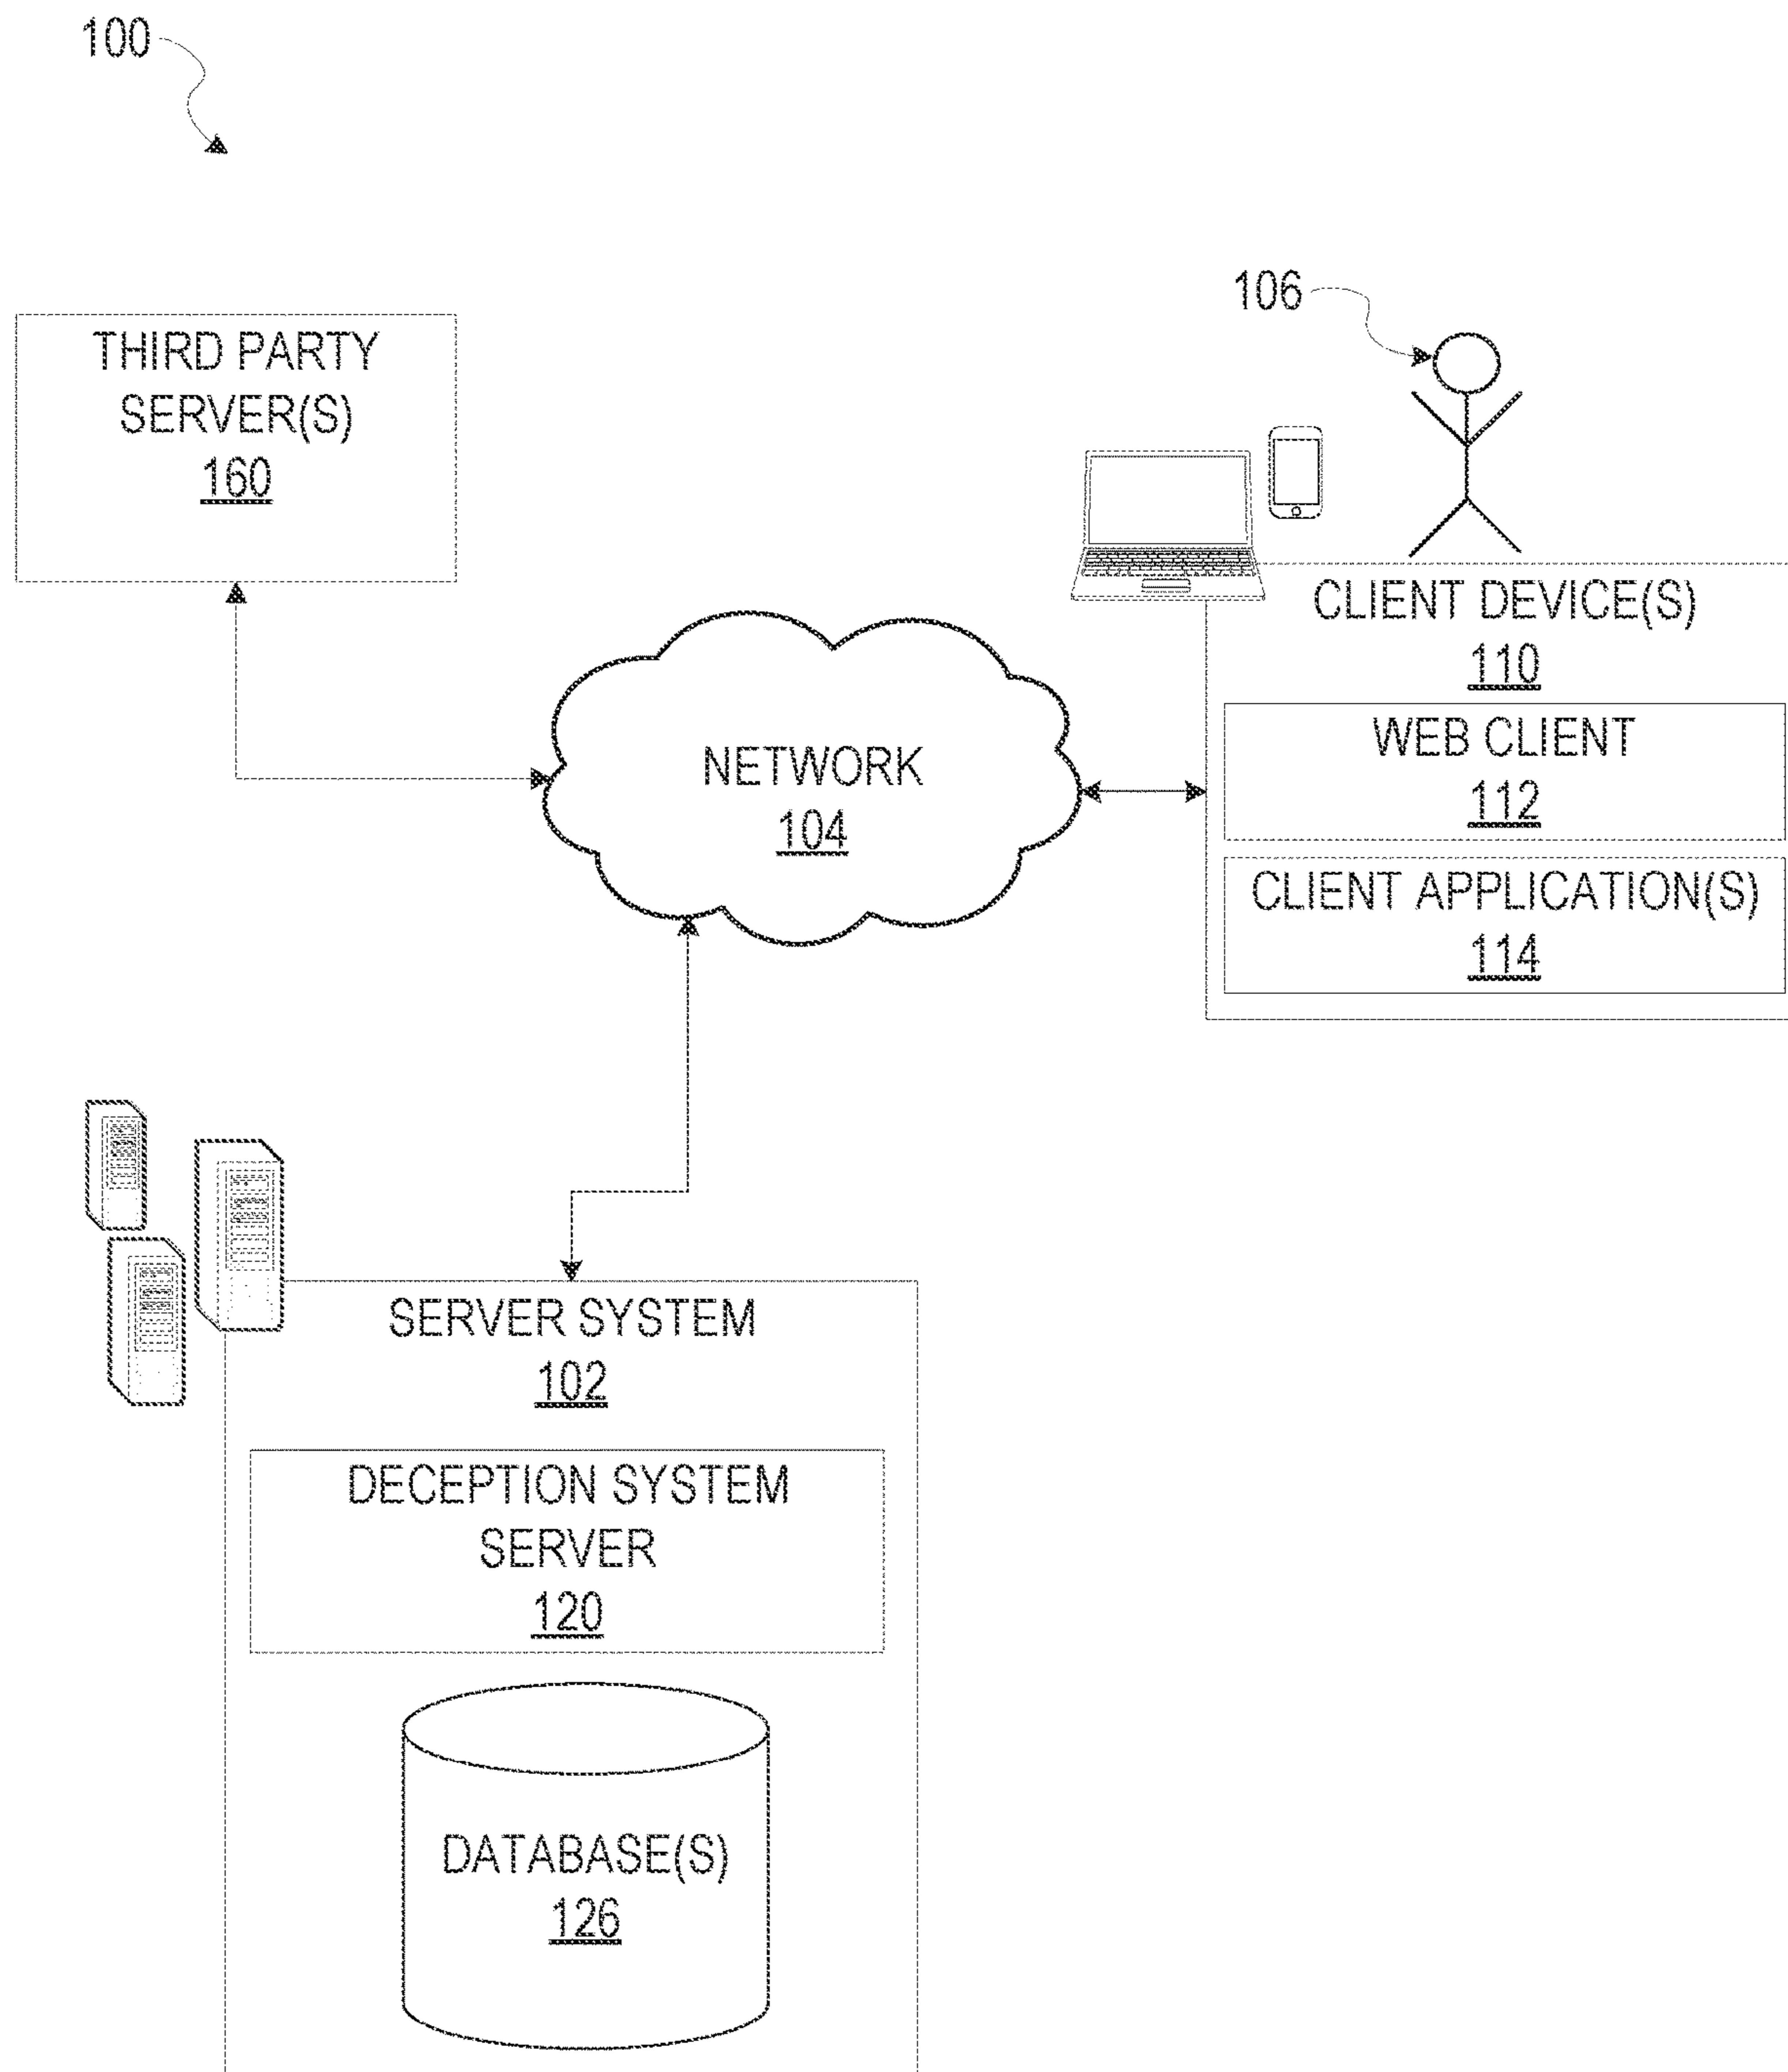 100
106
THIRD PARTY
SERVER(S)
160
CLIENT DEVICE(S)
110
WEB CLIENT
112
CLIENT APPLICATION(S)
114
NETWORK
104
SERVER SYSTEM
102
DECEPTION SYSTEM
SERVER
120
DATABASE(S)
126